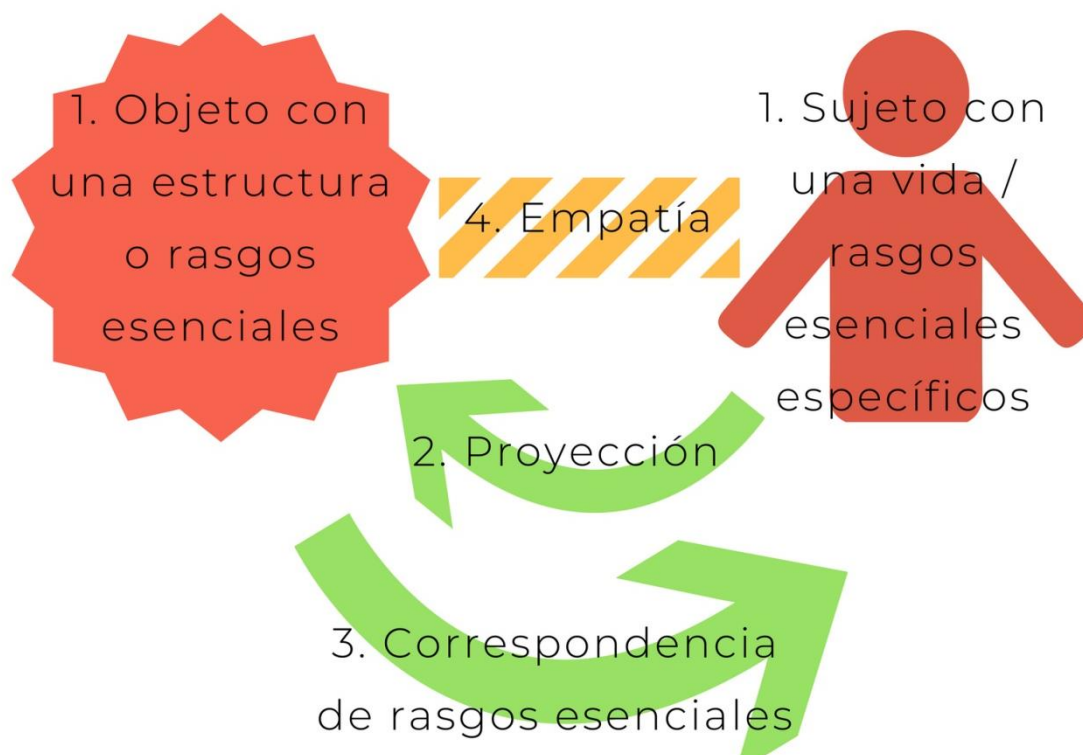 1. Objeto con
una estructura
o rasgos
esenciales
4. Empatía
1. Sujeto con
una vida /
rasgos
esenciales
específicos
2. Proyección
3. Correspondencia
de rasgos esenciales